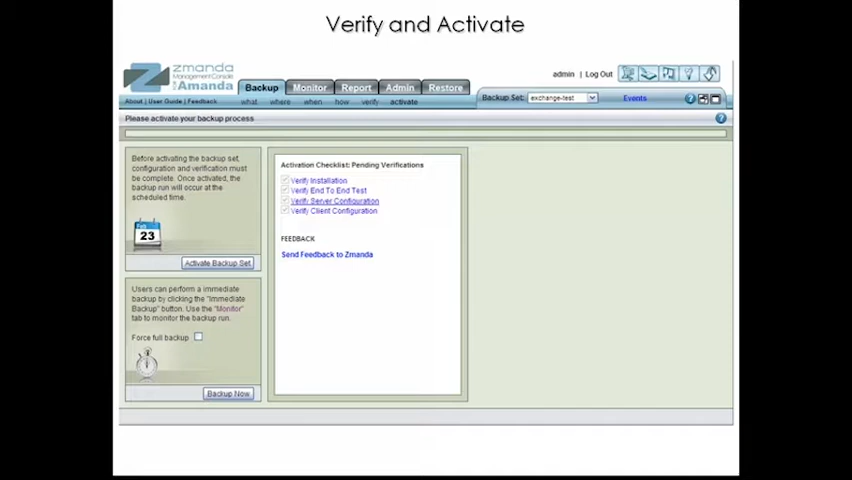 Verify and Activate
zmanda
Management Console
for Amanda
Backup Monitor Report Admin Restore
admin | Log Out
About | User Guide | Feedback
what where when how verify activate
Backup Set: exchange-test Events
Please activate your backup process
Before activating the backup set,
configuration and verification must
be complete. Once activated, the
backup run will occur at the
scheduled time.
Feb
23
Activate Backup Set
Activation Checklist: Pending Verifications
Verify Installation
Verify End To End Test
Verify Server Configuration
Verify Client Configuration
FEEDBACK
Send Feedback to Zmanda
Users can perform a immediate
backup by clicking the "Immediate
Backup" button. Use the "Monitor"
tab to monitor the backup run.
Force full backup
Backup Now